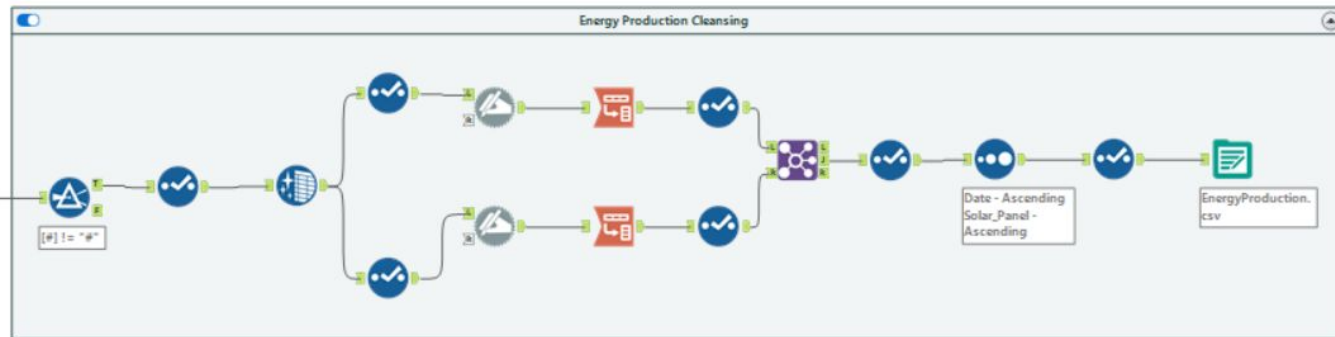 Energy Production Cleansing
T
F
[#] != "#"
L
R
L
R
L
R
L
J
R
Date - Ascending
Solar_Panel -
Ascending
EnergyProduction.
csv